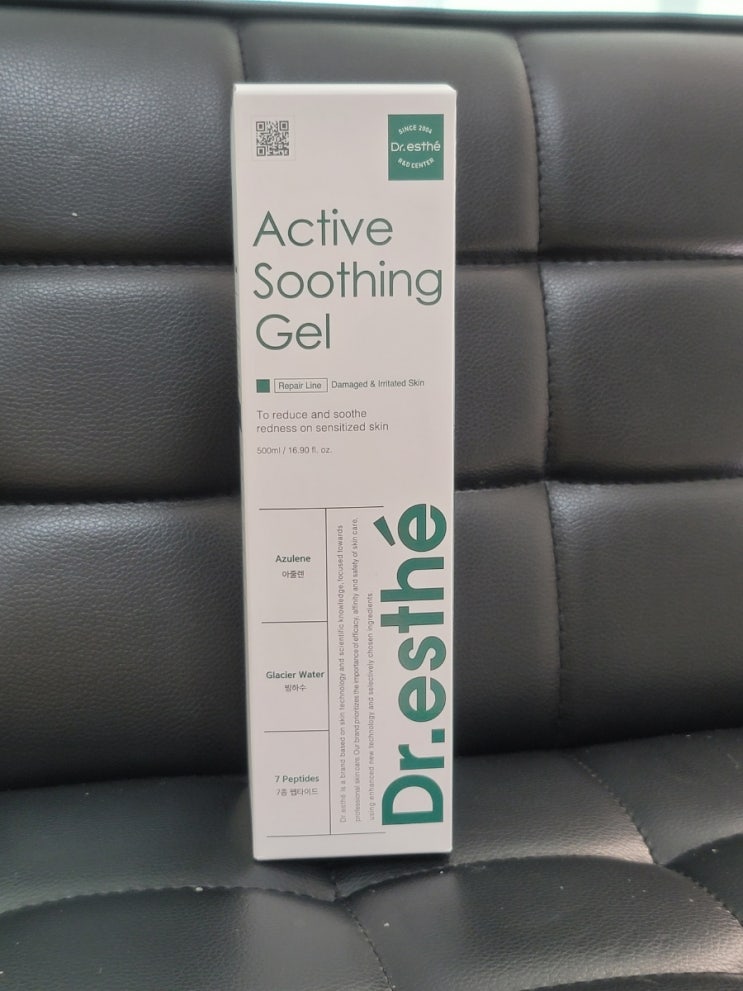 SINCE 2004
Dr.esthé
R&D CENTER
Active
Soothing
Gel
Repair Line Damaged & Irritated Skin
To reduce and soothe
redness on sensitized skin
500ml / 16.90 fl. oz.
Azulene
아줄렌
Glacier Water
빙하수
7 Peptides
7종 펩타이드
Dr.esthé is a brand based on skin technology and scientific knowledge, focused towards
professional skin care. Our brand prioritizes the importance of efficacy, affinity and safety of skin care,
using enhanced new technology and selectively chosen ingredients.
Dr.esthé